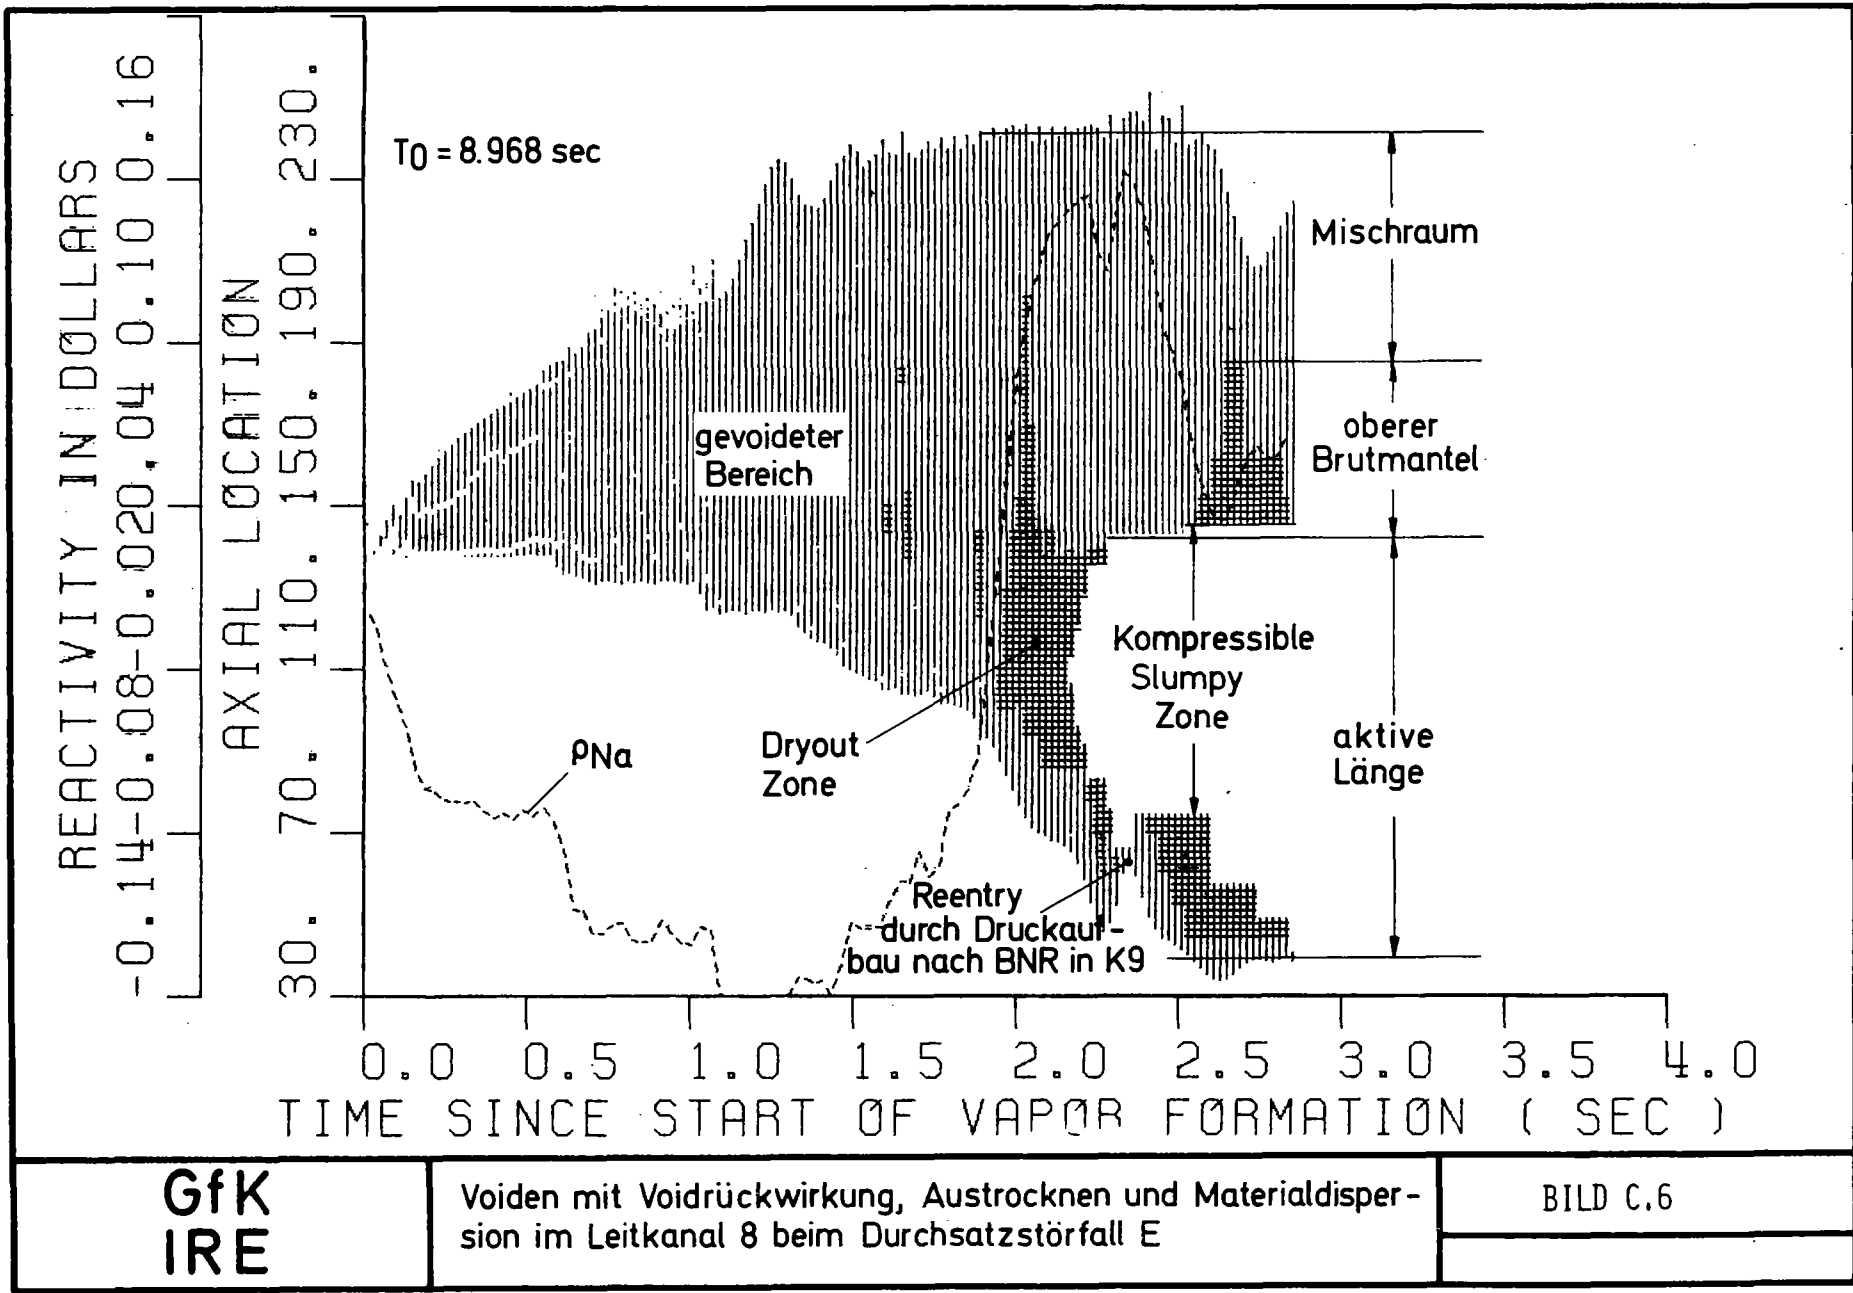 REACTIVITY IN DOLLARS
-0.14-0.08-0.020.04 0.10 0.16
AXIAL LOCATION
30. 70. 110. 150. 190. 230.
T0 = 8.968 sec
Mischraum
gevoideter
Bereich
oberer
Brutmantel
Kompressible
Slumpy
Zone
ρNa
Dryout
Zone
aktive
Länge
Reentry
durch Druckauf-
bau nach BNR in K9
0.0 0.5 1.0 1.5 2.0 2.5 3.0 3.5 4.0
TIME SINCE START OF VAPOR FORMATION ( SEC )
GfK
IRE
Voiden mit Voidrückwirkung, Austrocknen und Materialdisper-
sion im Leitkanal 8 beim Durchsatzstörfall E
BILD C.6